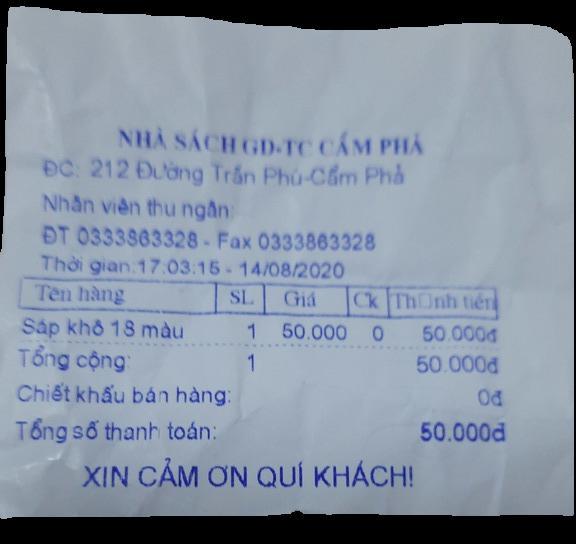 NHÀ SÁCH GD-TC CẨM PHẢ
ĐC: 212 Đường Trần Phú-Cẩm Phả
Nhân viên thu ngân:
ĐT 0333863328 - Fax 0333863328
Thời gian:17:03:15 - 14/08/2020
Tên hàng SL Giá Ck Th□nh tiền
Sáp khô 18 màu 1 50.000 0 50.000đ
Tổng cộng: 1 50.000đ
Chiết khấu bán hàng: 0đ
Tổng số thanh toán: 50.000đ
XIN CẢM ƠN QUÍ KHÁCH!